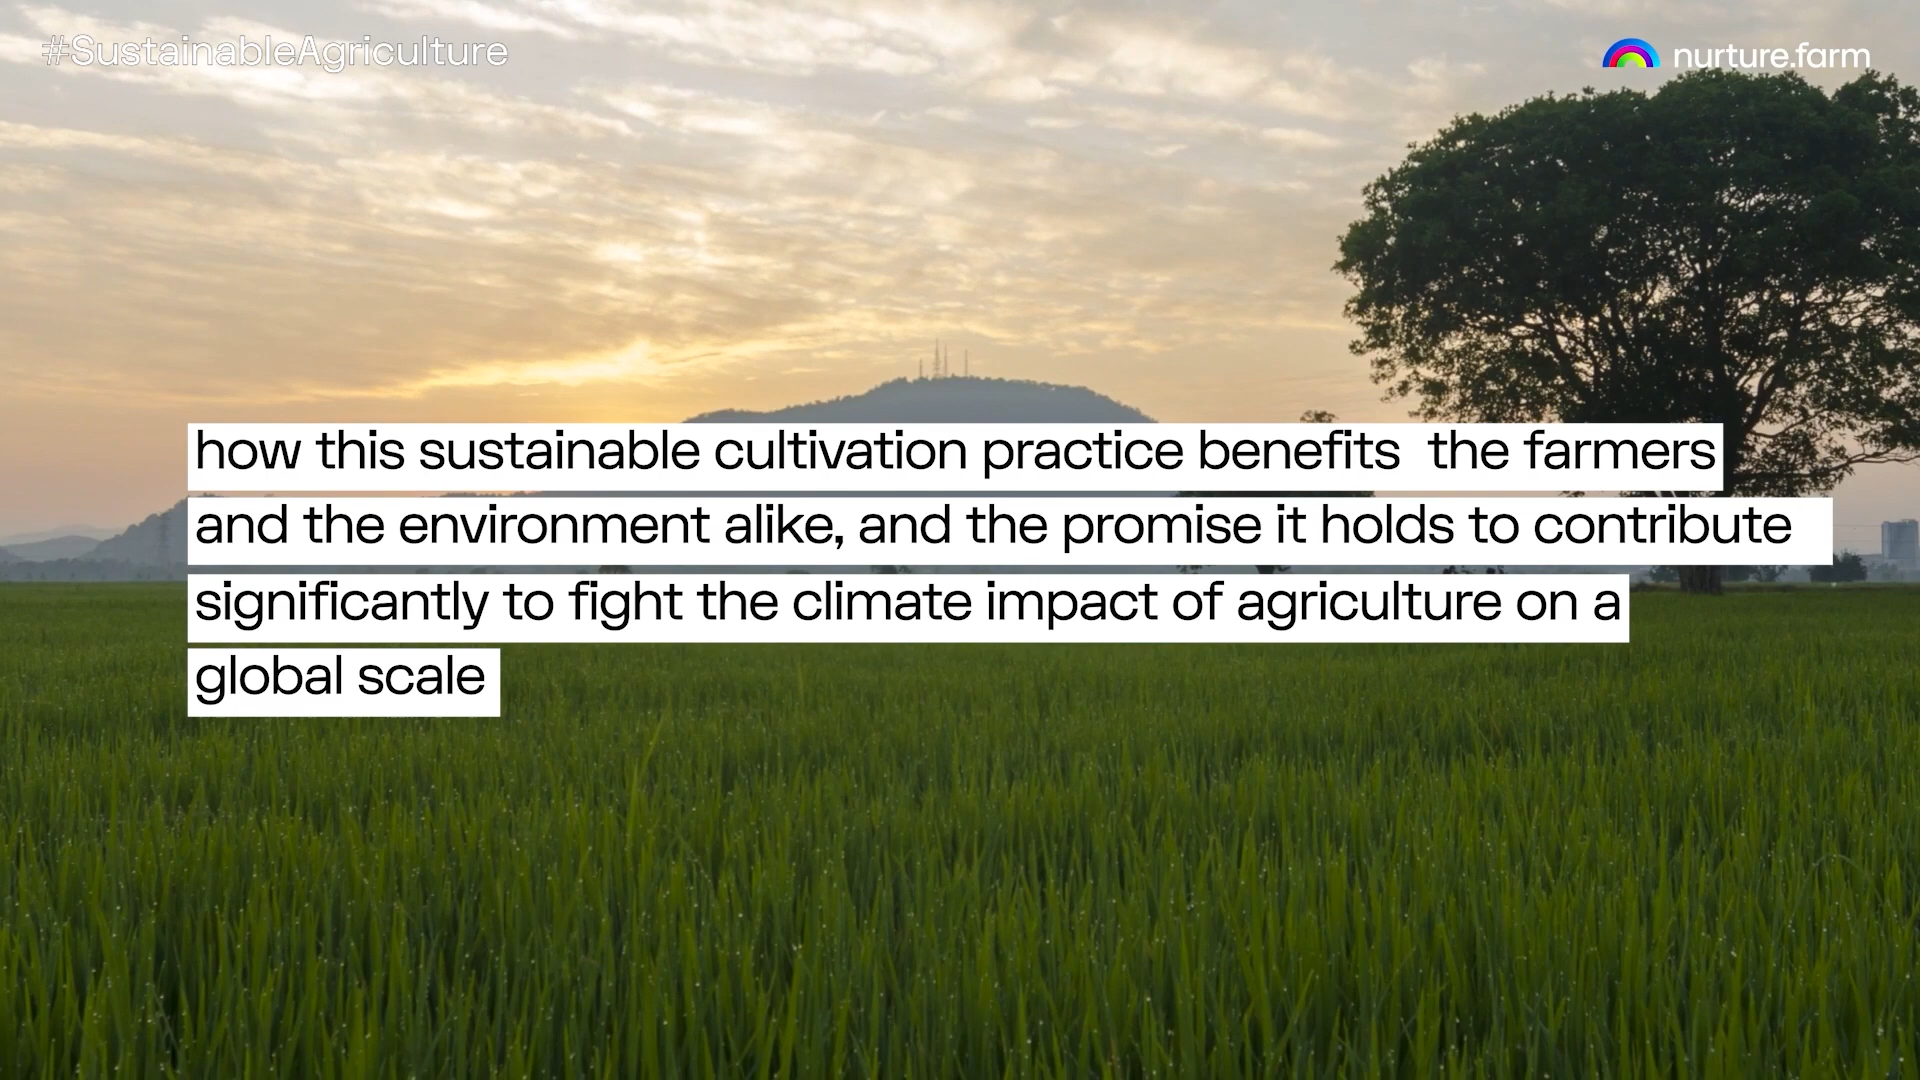 #SustainableAgriculture
nurture.farm
how this sustainable cultivation practice benefits  the farmers
and the environment alike, and the promise it holds to contribute
significantly to fight the climate impact of agriculture on a
global scale